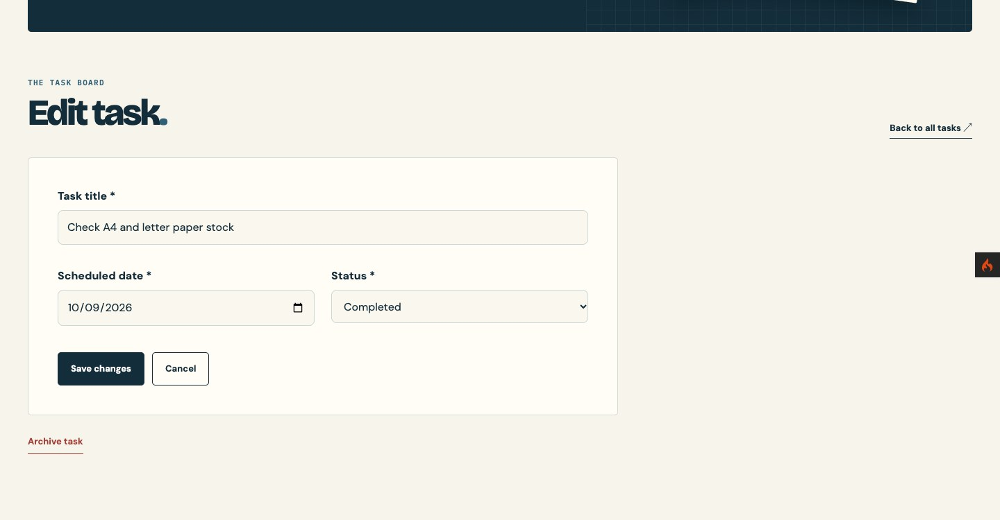 THE TASK BOARD
Edit task.
Back to all tasks ↗
Task title *
Check A4 and letter paper stock
Scheduled date *
Status *
10/09/2026
Completed
Save changes
Cancel
Archive task